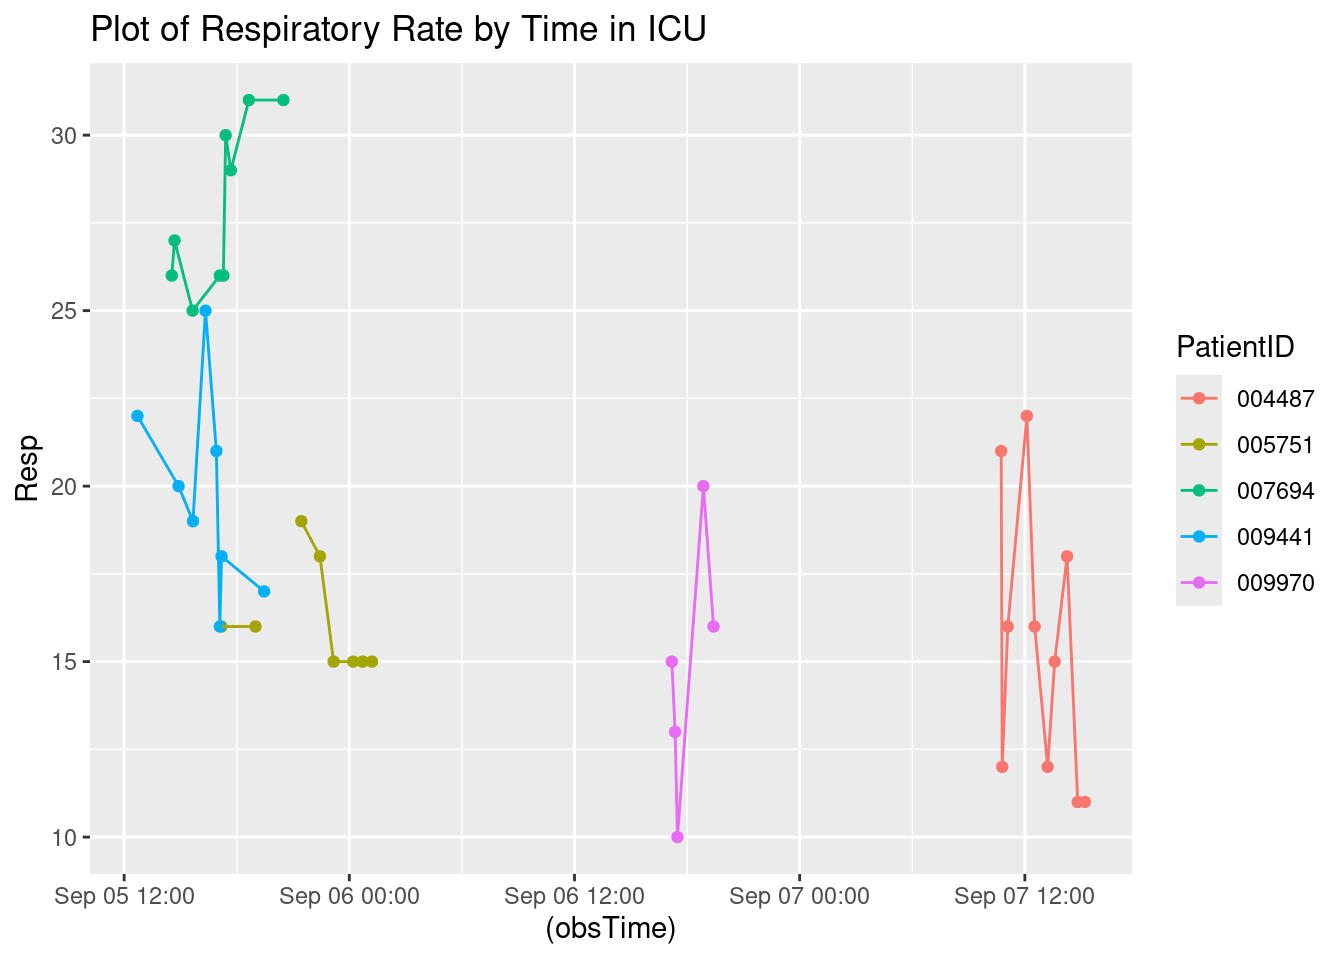 Plot of Respiratory Rate by Time in ICU
30
25
20
15
10
Resp
Sep 05 12:00 Sep 06 00:00 Sep 06 12:00 Sep 07 00:00 Sep 07 12:00
(obsTime)
PatientID
004487
005751
007694
009441
009970